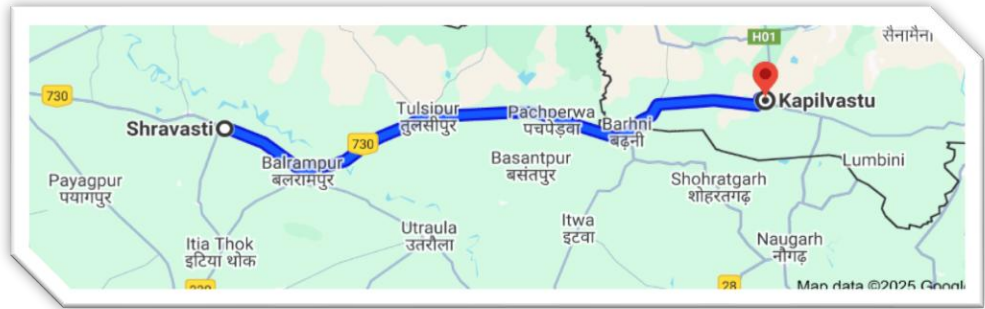 H01
सैनामैना
730
Kapilvastu
Tulsipur
तुलसीपुर
Pachperwa
पचपेड़वा
Shravasti
Barhni
बढ़नी
730
Balrampur
बलरामपुर
Basantpur
बसंतपुर
Lumbini
Payagpur
पयागपुर
Shohratgarh
शोहरतगढ़
Utraula
उतरौला
Itwa
इटवा
Itia Thok
इटिया थोक
Naugarh
नौगढ़
28
Map data ©2025 Google